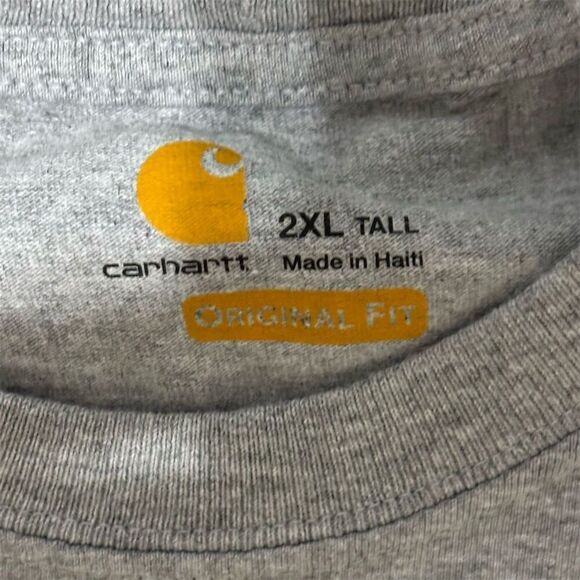 carhartt
2XL TALL
Made in Haiti
ORIGINAL FIT